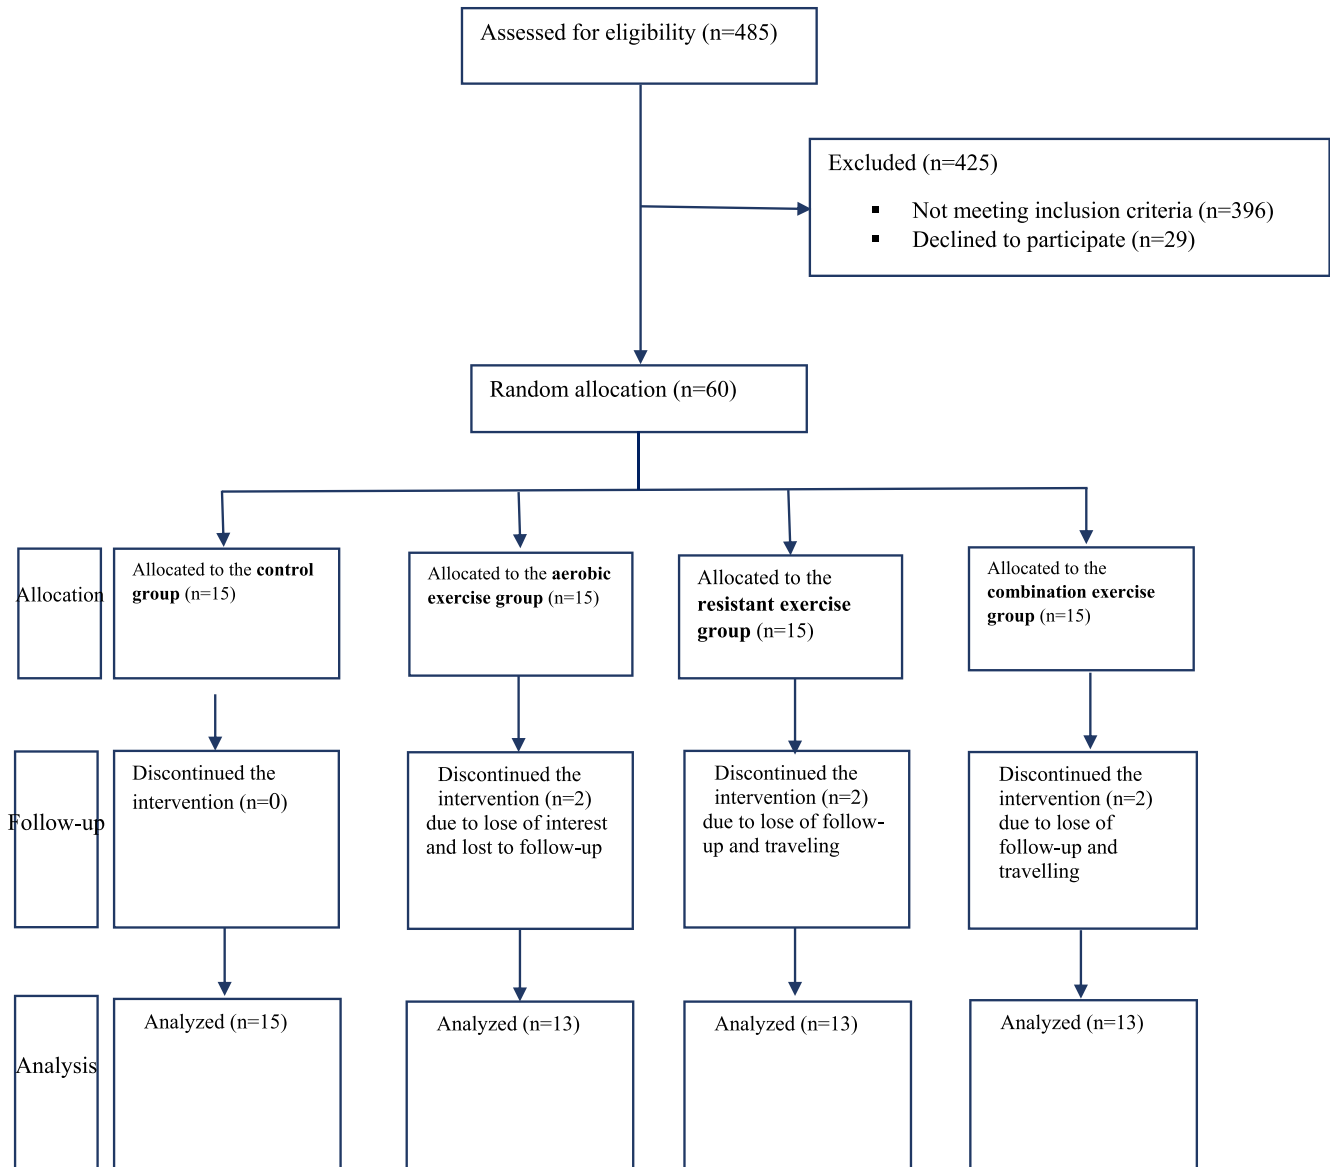 Assessed for eligibility (n=485)
Excluded (n=425)
▪ Not meeting inclusion criteria (n=396)
▪ Declined to participate (n=29)
Random allocation (n=60)
Allocation
Allocated to the control
group (n=15)
Allocated to the aerobic
exercise group (n=15)
Allocated to the
resistant exercise
group (n=15)
Allocated to the
combination exercise
group (n=15)
Follow-up
Discontinued the
intervention (n=0)
Discontinued the
intervention (n=2)
due to lose of interest
and lost to follow-up
Discontinued the
intervention (n=2)
due to lose of follow-
up and traveling
Discontinued the
intervention (n=2)
due to lose of
follow-up and
travelling
Analysis
Analyzed (n=15)
Analyzed (n=13)
Analyzed (n=13)
Analyzed (n=13)